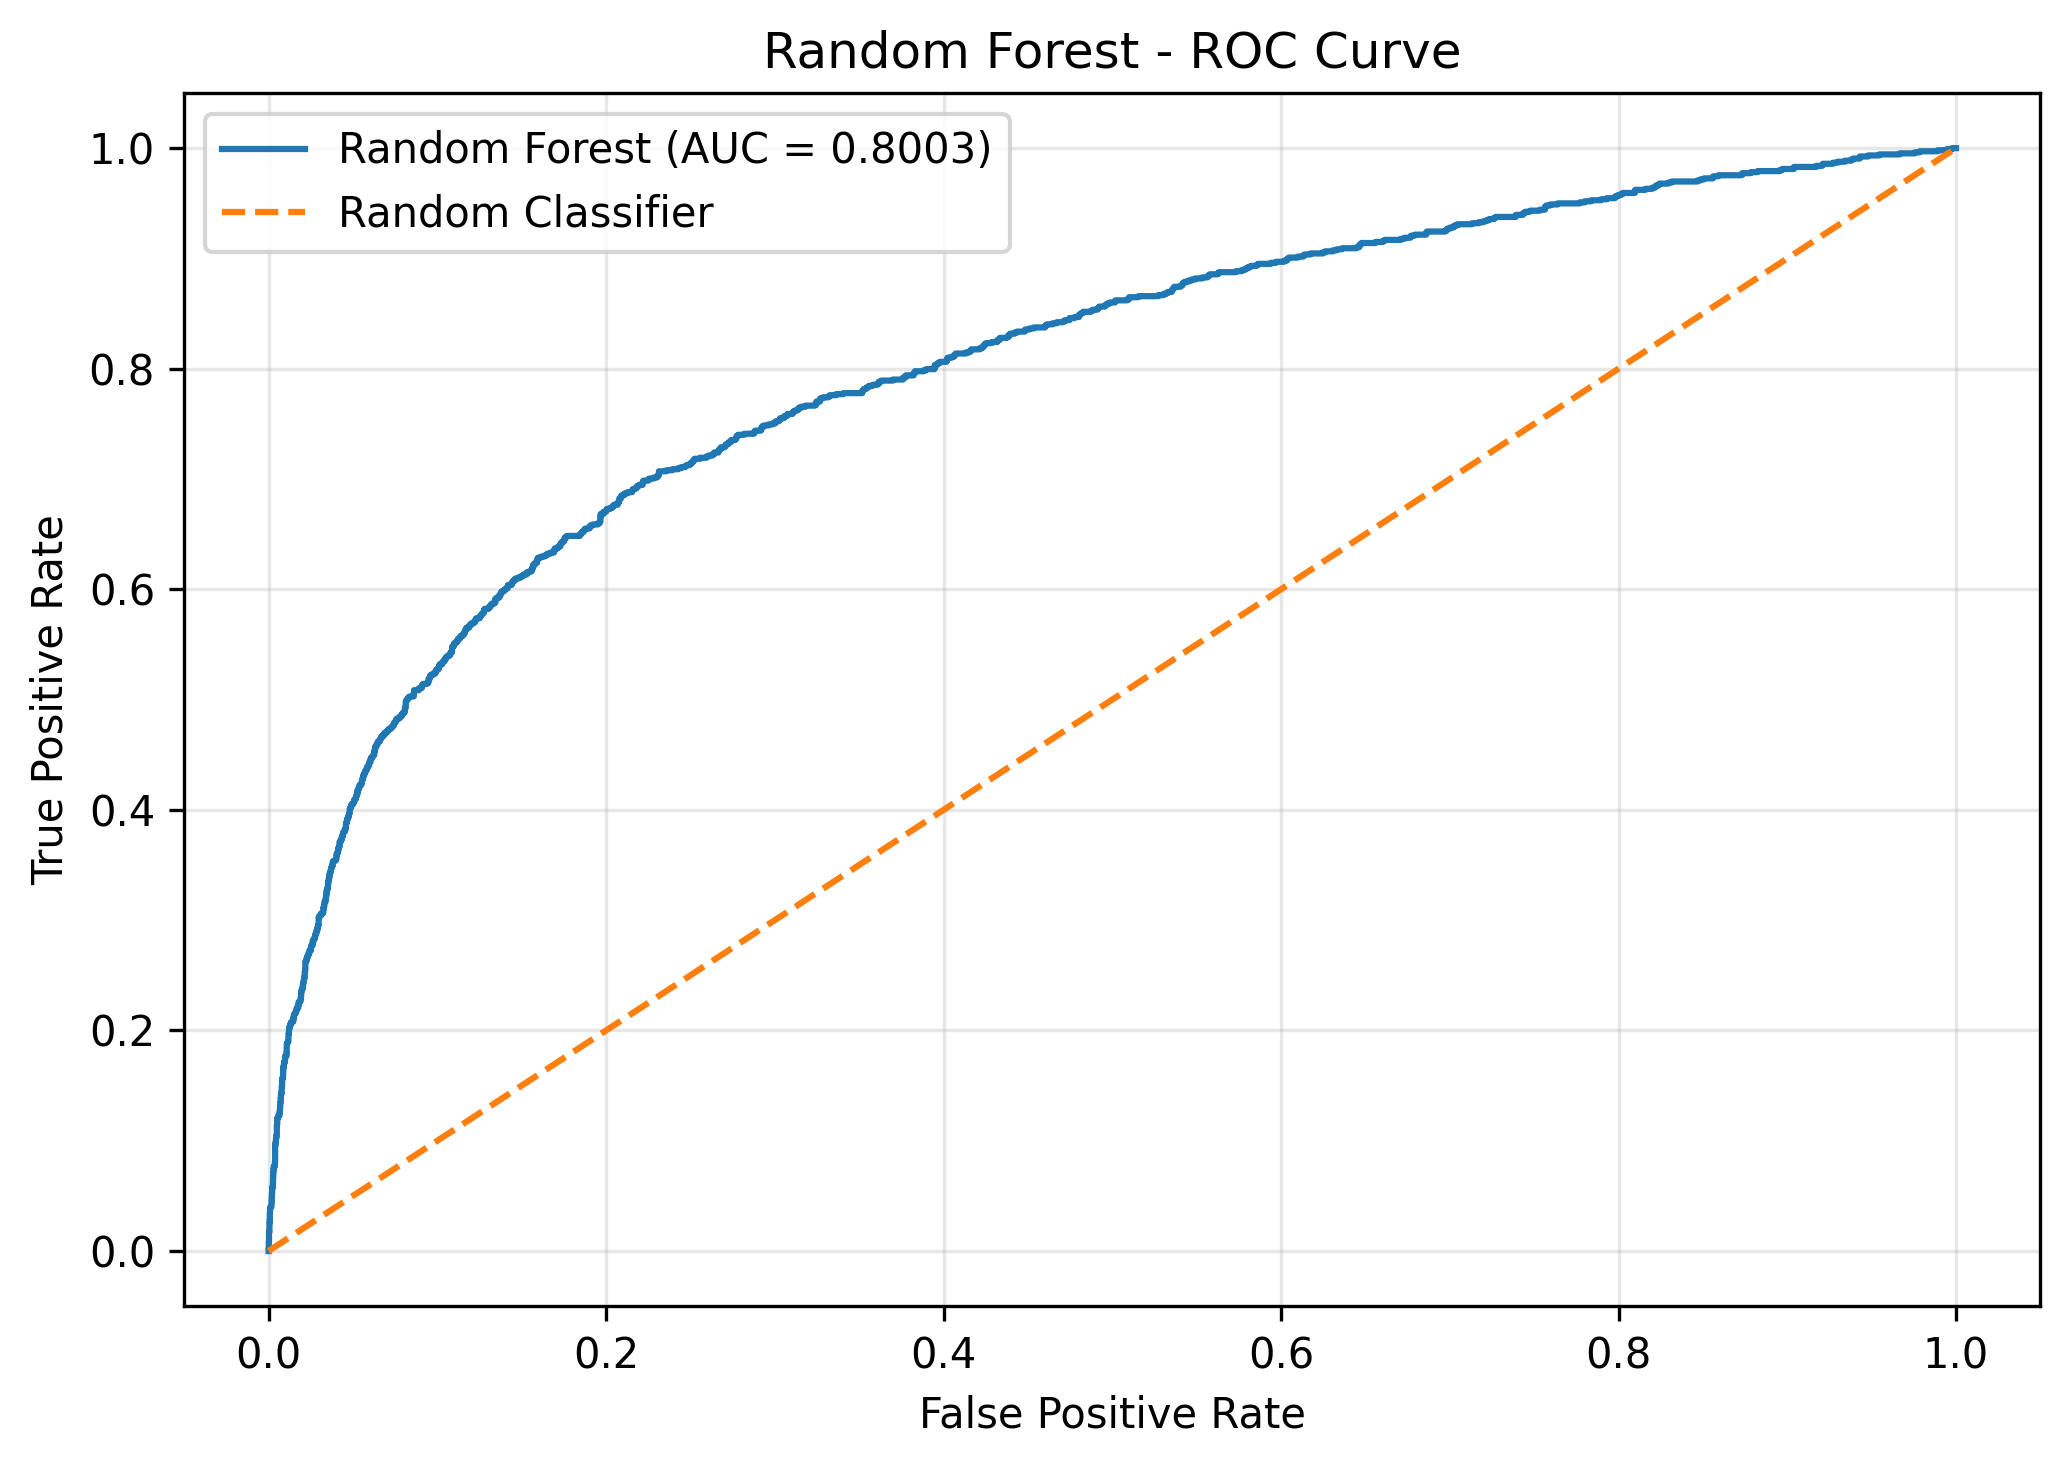 Random Forest - ROC Curve
Random Forest (AUC = 0.8003)
Random Classifier
True Positive Rate
1.0
0.8
0.6
0.4
0.2
0.0
0.0 0.2 0.4 0.6 0.8 1.0
False Positive Rate